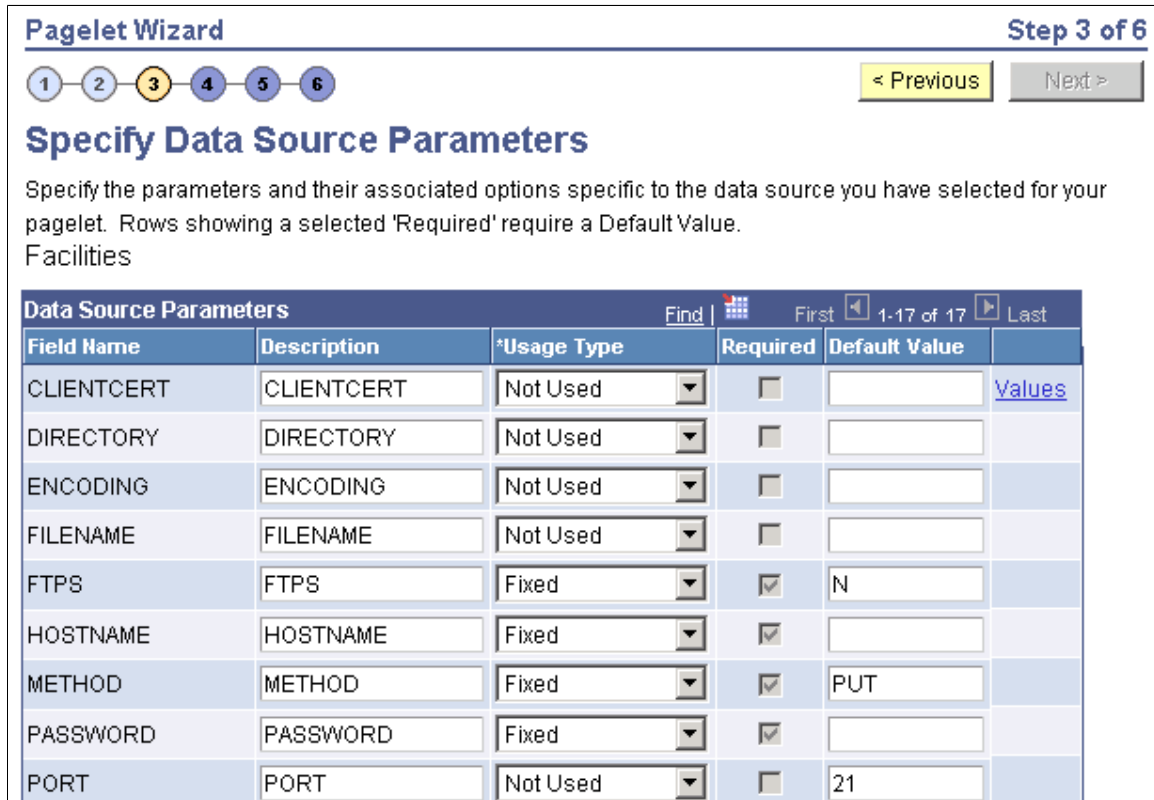 Pagelet Wizard Step 3 of 6
1 2 3 4 5 6 < Previous Next >
Specify Data Source Parameters
Specify the parameters and their associated options specific to the data source you have selected for your
pagelet. Rows showing a selected 'Required' require a Default Value.
Facilities
Data Source Parameters Find | First 1-17 of 17 Last
Field Name Description *Usage Type Required Default Value
CLIENTCERT CLIENTCERT Not Used Values
DIRECTORY DIRECTORY Not Used
ENCODING ENCODING Not Used
FILENAME FILENAME Not Used
FTPS FTPS Fixed N
HOSTNAME HOSTNAME Fixed
METHOD METHOD Fixed PUT
PASSWORD PASSWORD Fixed
PORT PORT Not Used 21